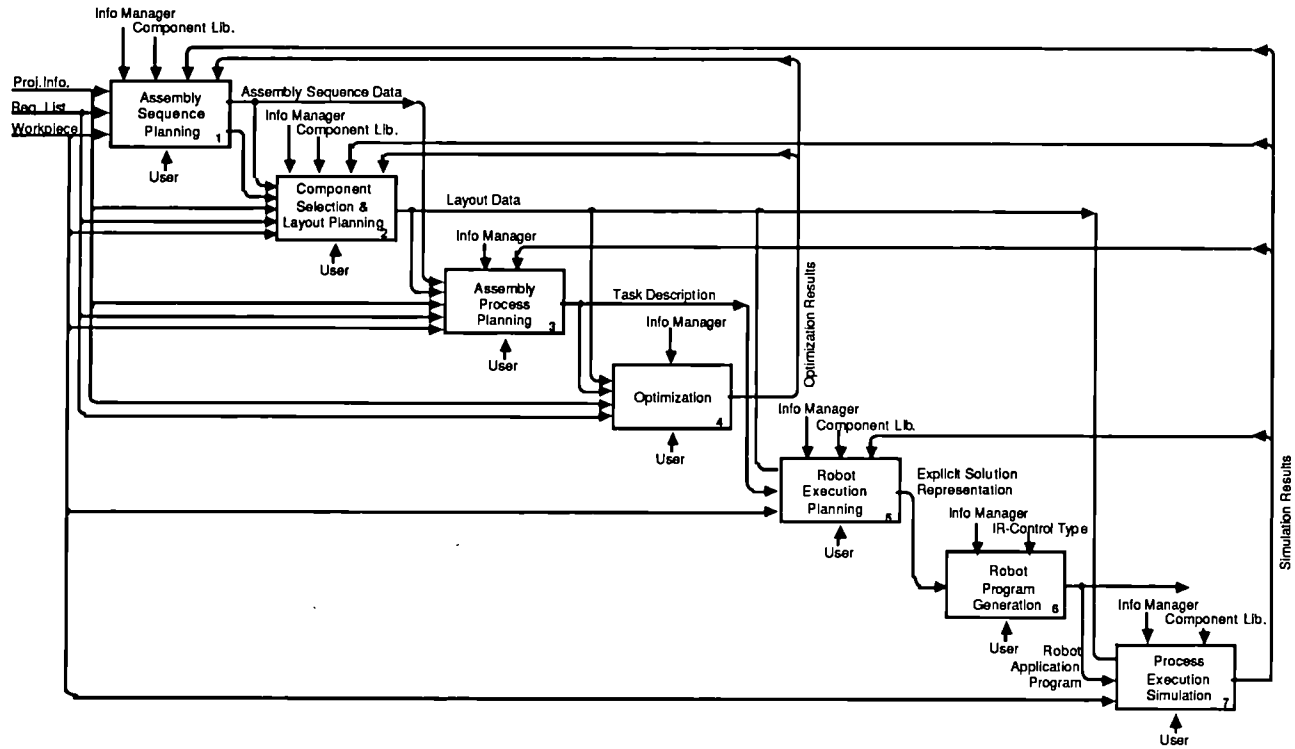 Info Manager
Component Lib.
Proj.Info.
Req. List
Workpiece
Assembly
Sequence
Planning
1
User
Assembly Sequence Data
Info Manager
Component Lib.
Component
Selection &
Layout Planning
2
User
Layout Data
Info Manager
Assembly
Process
Planning
3
User
Task Description
Info Manager
Optimization
4
User
Optimization Results
Info Manager
Component Lib.
Robot
Execution
Planning
5
User
Explicit Solution
Representation
Info Manager
IR-Control Type
Robot
Program
Generation
6
User
Robot
Application
Program
Info Manager
Component Lib.
Process
Execution
Simulation
7
User
Simulation Results